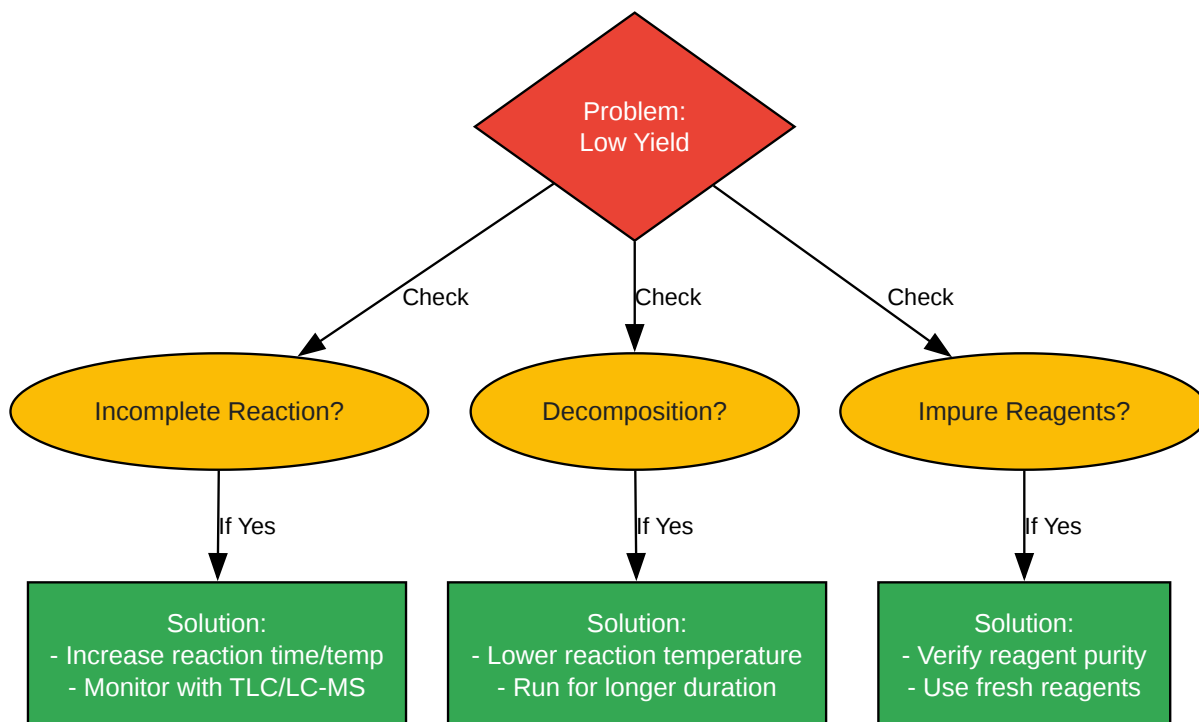 Problem:
Low Yield
Check
Check
Check
Incomplete Reaction?
Decomposition?
Impure Reagents?
If Yes
If Yes
If Yes
Solution:
- Increase reaction time/temp
- Monitor with TLC/LC-MS
Solution:
- Lower reaction temperature
- Run for longer duration
Solution:
- Verify reagent purity
- Use fresh reagents